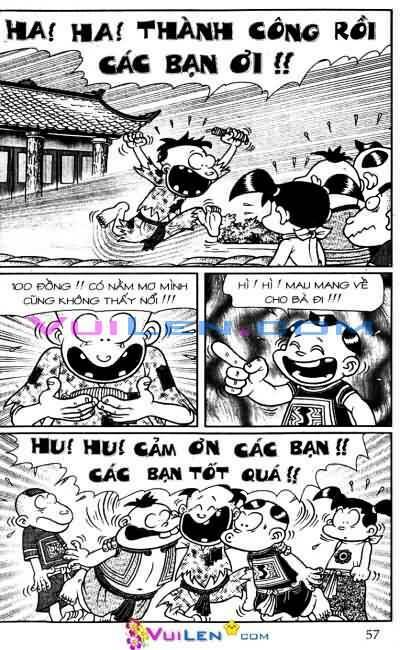 HA! HA! THÀNH CÔNG RỒI
CÁC BẠN ƠI !!
100 ĐỒNG !! CÓ NẰM MƠ MÌNH
CŨNG KHÔNG THẤY NỔI !!!
HÌ ! HÌ ! MAU MANG VỀ
CHO BẢ ĐI !!!
VUILEN.COM
HU! HU! CẢM ƠN CÁC BẠN !!
CÁC BẠN TỐT QUÁ !!
VUILEN.COM
57